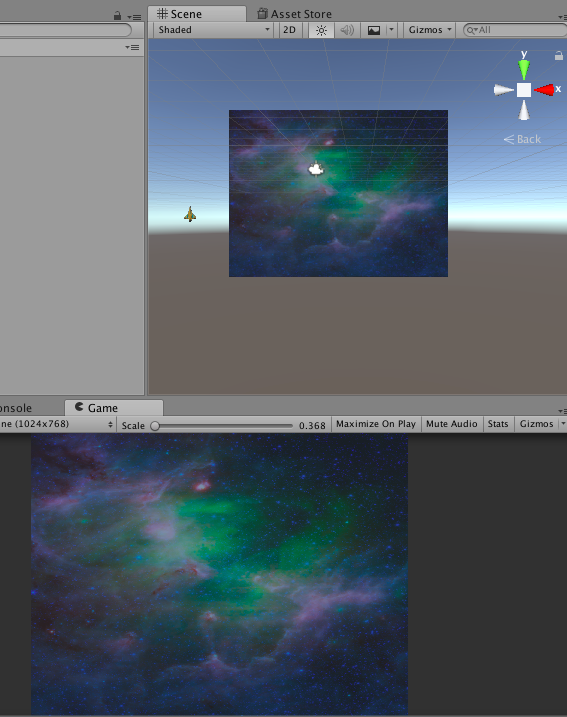 Scene
Asset Store
Shaded
2D
Gizmos
All
y
x
Back
onsole
Game
ne (1024x768)
Scale
0.368
Maximize On Play
Mute Audio
Stats
Gizmos